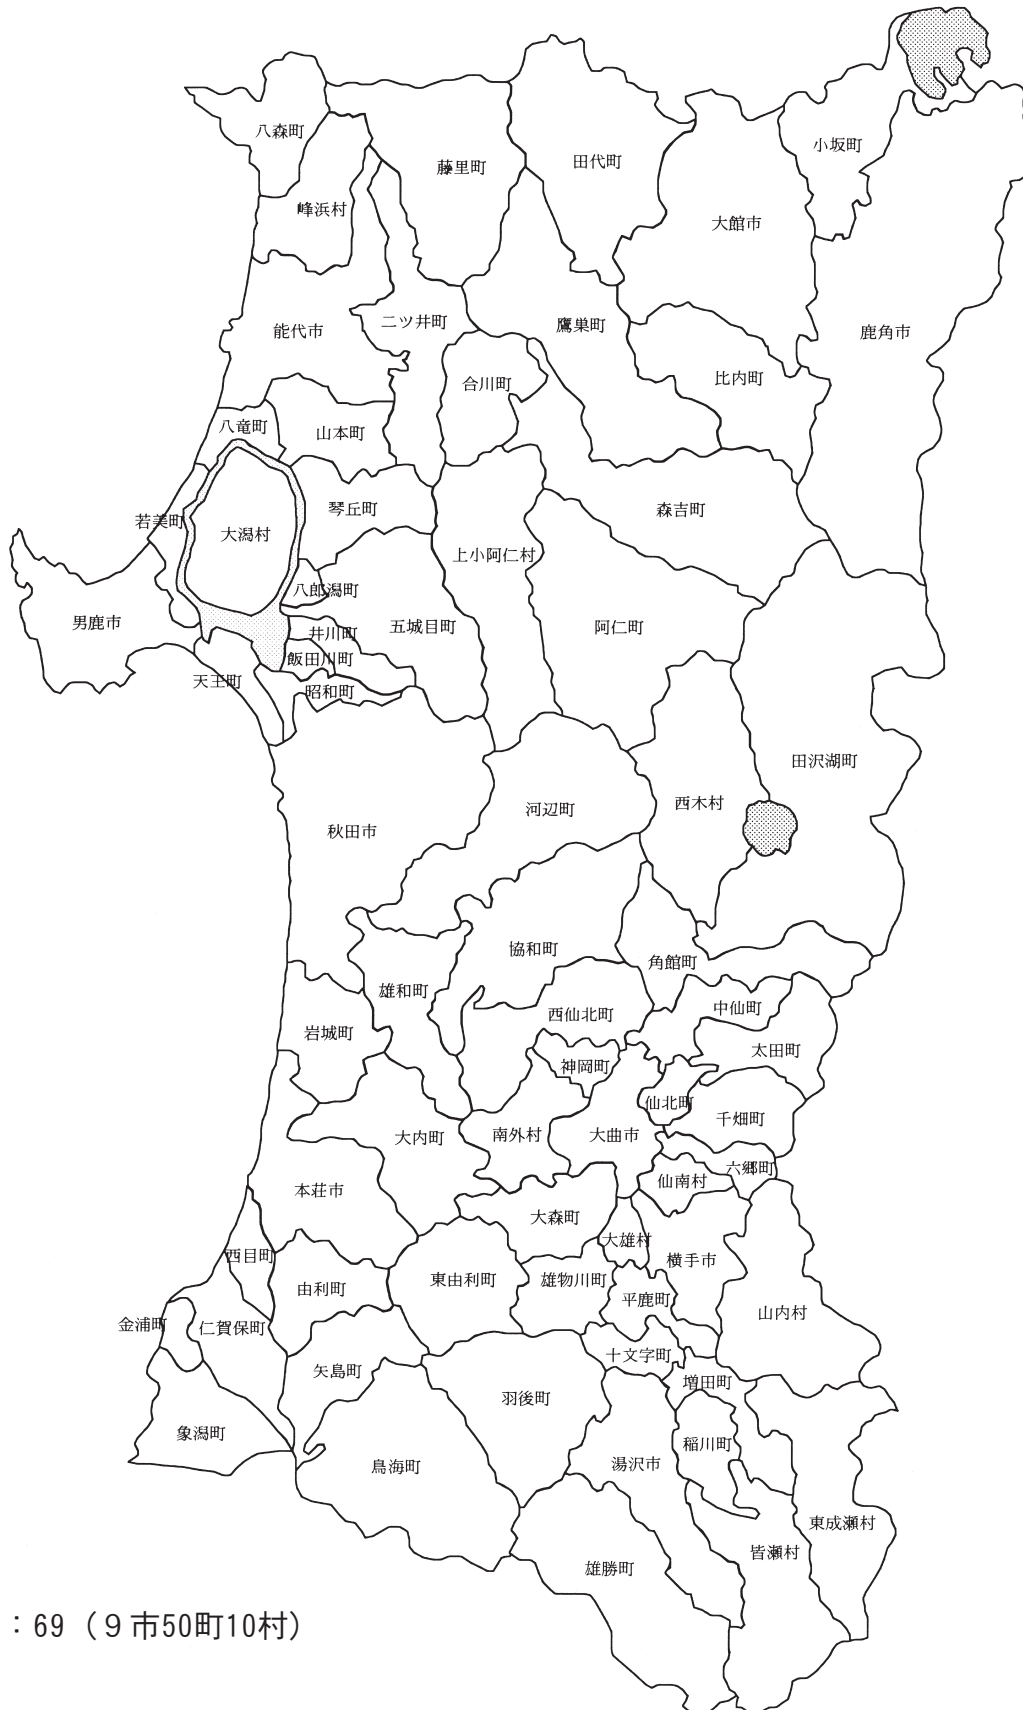 八森町
峰浜村
藤里町
田代町
小坂町
大館市
能代市
二ツ井町
鷹巣町
鹿角市
合川町
比内町
八竜町
山本町
琴丘町
森吉町
若美町
大潟村
上小阿仁村
八郎潟町
男鹿市
井川町
五城目町
阿仁町
飯田川町
天王町
昭和町
田沢湖町
秋田市
河辺町
西木村
協和町
角館町
雄和町
西仙北町
中仙町
岩城町
神岡町
太田町
仙北町
千畑町
大内町
南外村
大曲市
六郷町
仙南村
本荘市
大森町
大雄村
西目町
横手市
由利町
東由利町
雄物川町
平鹿町
山内村
金浦町
仁賀保町
十文字町
矢島町
増田町
羽後町
象潟町
稲川町
鳥海町
湯沢市
東成瀬村
皆瀬村
雄勝町
：69（９市50町10村）